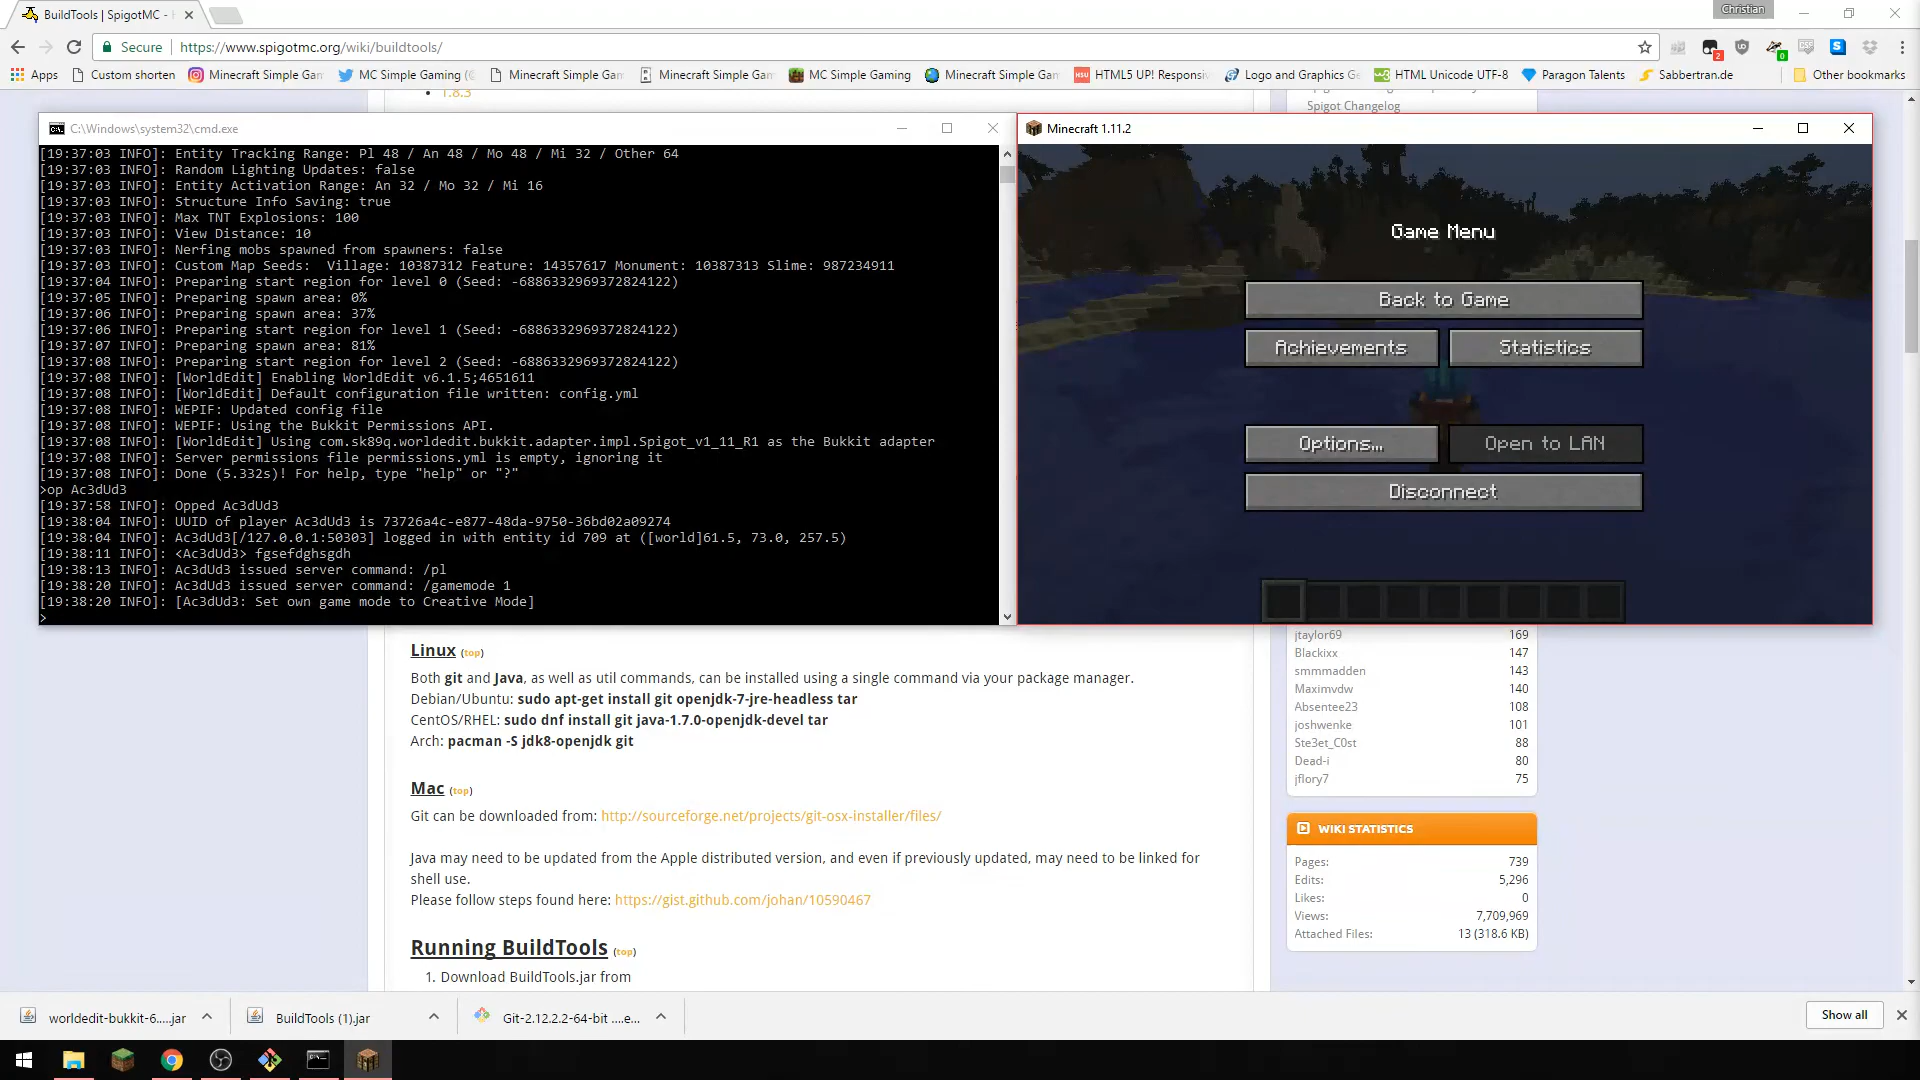 BuildTools | SpigotMC -
Christian
Secure
https://www.spigotmc.org/wiki/buildtools/
Apps
Custom shorten
Minecraft Simple Ga
MC Simple Gaming (
Minecraft Simple Gam
Minecraft Simple Ga
MC Simple Gaming
Minecraft Simple Ga
HTML5 UP! Responsi
Logo and Graphics Ge
HTML Unicode UTF-8
Paragon Talents
Sabbertran.de
Other bookmarks
1.8.3
Spigot Changelog
C:\Windows\system32\cmd.exe
[19:37:03 INFO]: Entity Tracking Range: Pl 48 / An 48 / Mo 48 / Mi 32 / Other 64
[19:37:03 INFO]: Random Lighting Updates: false
[19:37:03 INFO]: Entity Activation Range: An 32 / Mo 32 / Mi 16
[19:37:03 INFO]: Structure Info Saving: true
[19:37:03 INFO]: Max TNT Explosions: 100
[19:37:03 INFO]: View Distance: 10
[19:37:03 INFO]: Nerfing mobs spawned from spawners: false
[19:37:03 INFO]: Custom Map Seeds:  Village: 10387312 Feature: 14357617 Monument: 10387313 Slime: 987234911
[19:37:04 INFO]: Preparing start region for level 0 (Seed: -6886332969372824122)
[19:37:05 INFO]: Preparing spawn area: 0%
[19:37:06 INFO]: Preparing spawn area: 37%
[19:37:06 INFO]: Preparing start region for level 1 (Seed: -6886332969372824122)
[19:37:07 INFO]: Preparing spawn area: 81%
[19:37:08 INFO]: Preparing start region for level 2 (Seed: -6886332969372824122)
[19:37:08 INFO]: [WorldEdit] Enabling WorldEdit v6.1.5;4651611
[19:37:08 INFO]: [WorldEdit] Default configuration file written: config.yml
[19:37:08 INFO]: WEPIF: Updated config file
[19:37:08 INFO]: WEPIF: Using the Bukkit Permissions API.
[19:37:08 INFO]: [WorldEdit] Using com.sk89q.worldedit.bukkit.adapter.impl.Spigot_v1_11_R1 as the Bukkit adapter
[19:37:08 INFO]: Server permissions file permissions.yml is empty, ignoring it
[19:37:08 INFO]: Done (5.332s)! For help, type "help" or "?"
>op Ac3dUd3
[19:37:58 INFO]: Opped Ac3dUd3
[19:38:04 INFO]: UUID of player Ac3dUd3 is 73726a4c-e877-48da-9750-36bd02a09274
[19:38:04 INFO]: Ac3dUd3[/127.0.0.1:50303] logged in with entity id 709 at ([world]61.5, 73.0, 257.5)
[19:38:11 INFO]: <Ac3dUd3> fgsefdghsgdh
[19:38:13 INFO]: Ac3dUd3 issued server command: /pl
[19:38:20 INFO]: Ac3dUd3 issued server command: /gamemode 1
[19:38:20 INFO]: [Ac3dUd3: Set own game mode to Creative Mode]
>
Minecraft 1.11.2
Game Menu
Back to Game
Achievements
Statistics
Options...
Open to LAN
Disconnect
Linux (top)
Both git and Java, as well as util commands, can be installed using a single command via your package manager.
Debian/Ubuntu: sudo apt-get install git openjdk-7-jre-headless tar
CentOS/RHEL: sudo dnf install git java-1.7.0-openjdk-devel tar
Arch: pacman -S jdk8-openjdk git
Mac (top)
Git can be downloaded from: http://sourceforge.net/projects/git-osx-installer/files/
Java may need to be updated from the Apple distributed version, and even if previously updated, may need to be linked for
shell use.
Please follow steps found here: https://gist.github.com/johan/10590467
Running BuildTools (top)
1. Download BuildTools.jar from
jtaylor69 169
Blackixx 147
smmmadden 143
Maximvdw 140
Absentee23 108
joshwenke 101
Ste3et_C0st 88
Dead-i 80
jflory7 75
WIKI STATISTICS
Pages: 739
Edits: 5,296
Likes: 0
Views: 7,709,969
Attached Files: 13 (318.6 KB)
worldedit-bukkit-6.....jar
BuildTools (1).jar
Git-2.12.2.2-64-bit ....e...
Show all